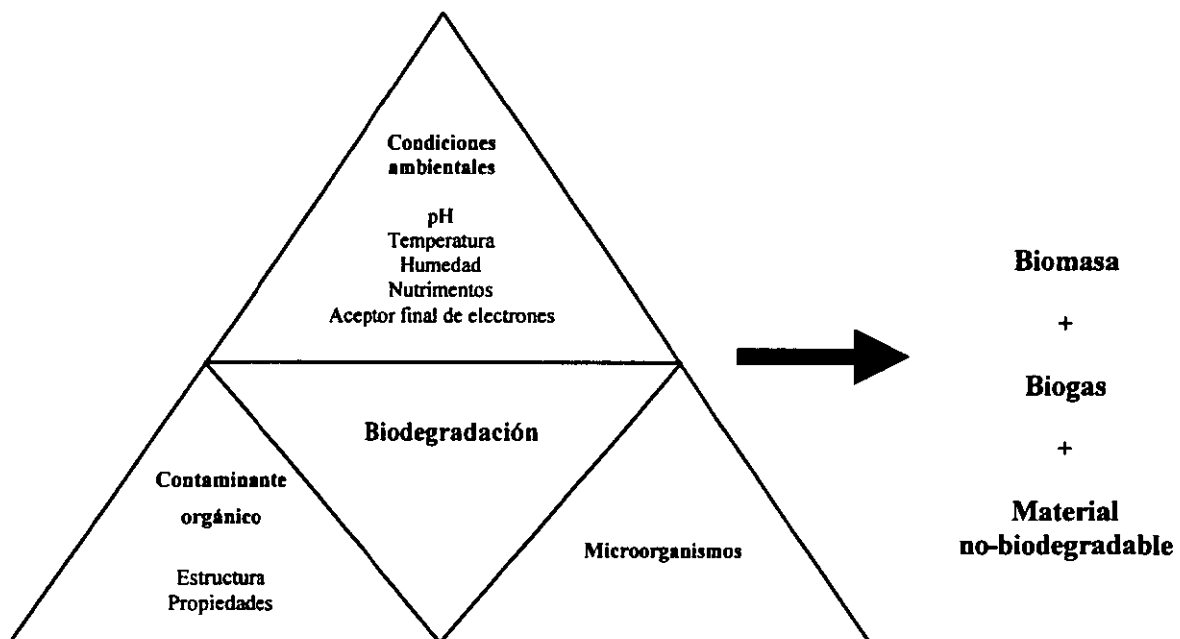 Condiciones
ambientales
pH
Temperatura
Humedad
Nutrimentos
Aceptor final de electrones
Biodegradación
Contaminante
orgánico
Estructura
Propiedades
Microorganismos
Biomasa
+
Biogas
+
Material
no-biodegradable